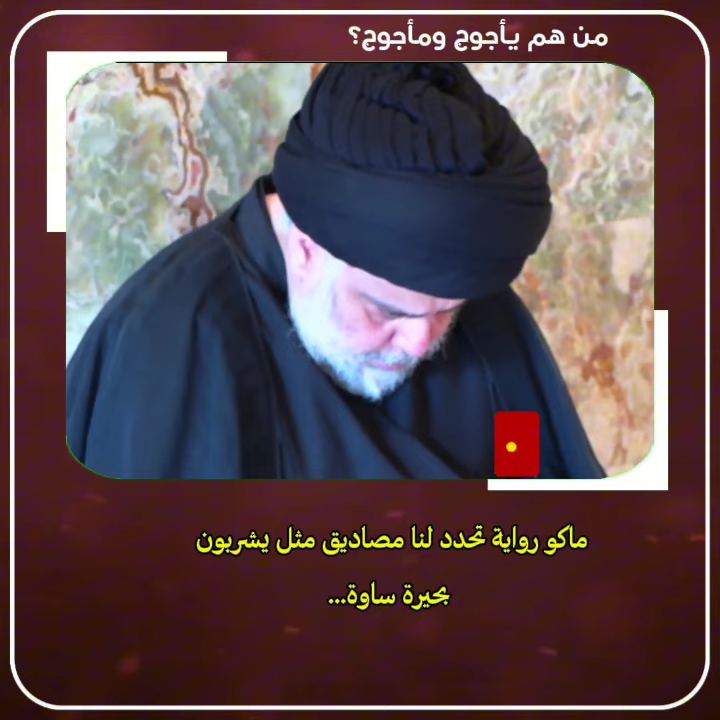 من هم يأجوج ومأجوج؟
ماكو رواية تحدد لنا مصاديق مثل يشربون
بحيرة ساوة...